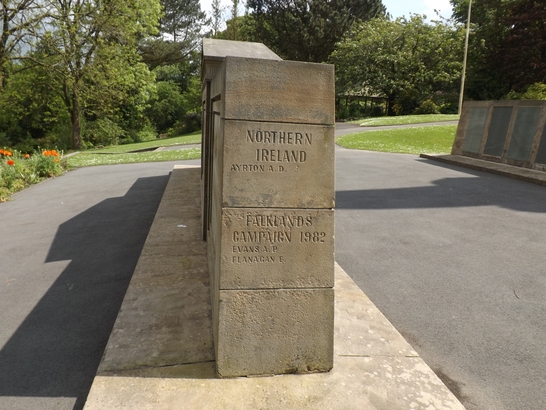 NORTHERN
IRELAND
AYRTON A.D.
FALKLANDS
CAMPAIGN 1982
EVANS A.P.
FLANAGAN E.